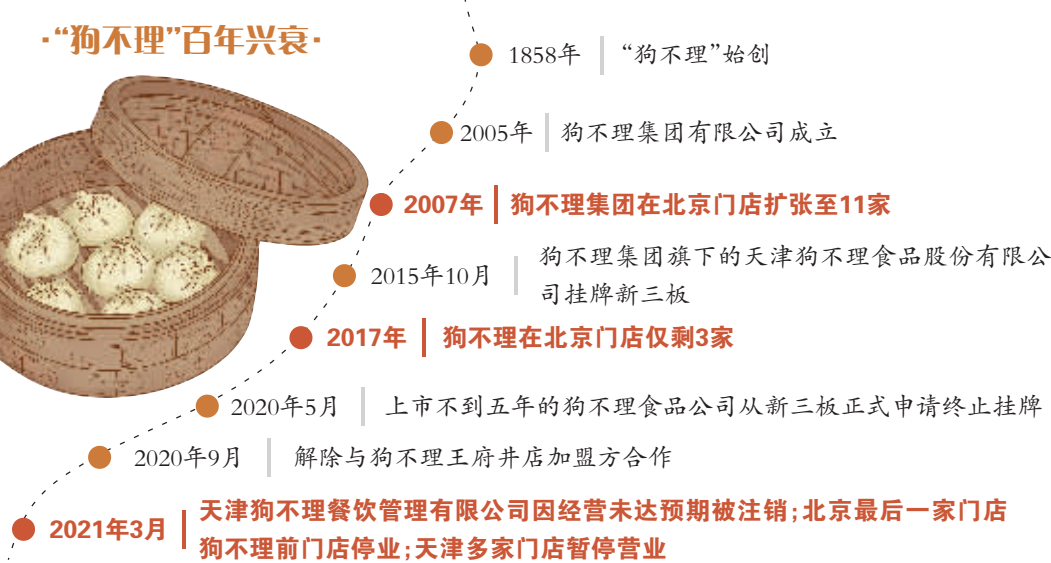 ·“狗不理”百年兴衰·
1858年 “狗不理”始创
2005年 狗不理集团有限公司成立
2007年 狗不理集团在北京门店扩张至11家
2015年10月 狗不理集团旗下的天津狗不理食品股份有限公
司挂牌新三板
2017年 狗不理在北京门店仅剩3家
2020年5月 上市不到五年的狗不理食品公司从新三板正式申请终止挂牌
2020年9月 解除与狗不理王府井店加盟方合作
2021年3月 天津狗不理餐饮管理有限公司因经营未达预期被注销;北京最后一家门店
狗不理前门店停业;天津多家门店暂停营业